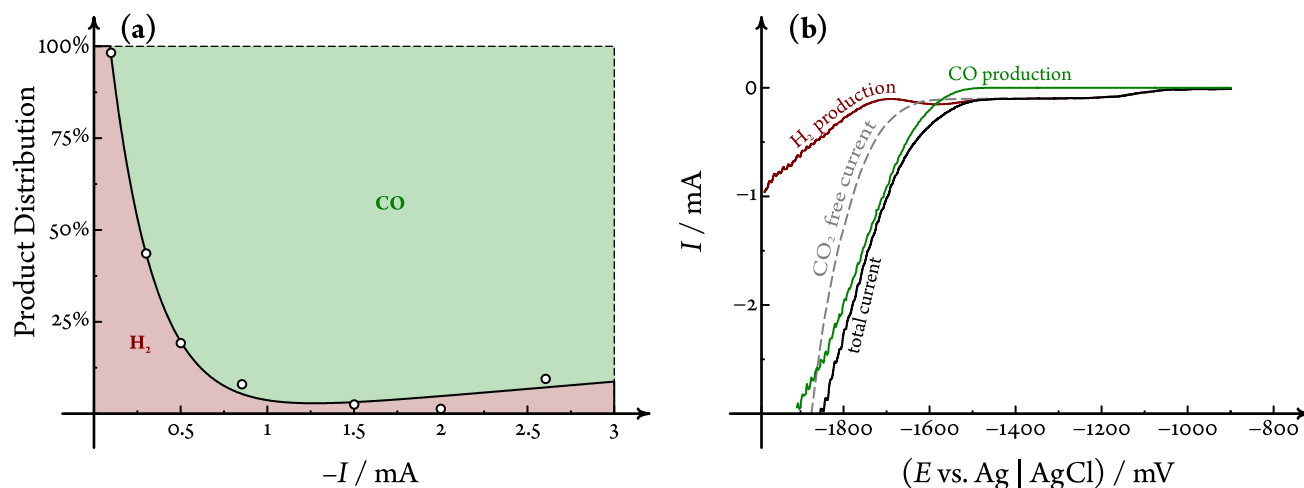 (a)
100%
75%
50%
25%
Product Distribution
CO
H₂
0.5
1
1.5
2
2.5
3
–I / mA
(b)
0
−1
−2
I / mA
CO production
H₂ production
CO₂ free current
total current
−1800
−1600
−1400
−1200
−1000
−800
(E vs. Ag | AgCl) / mV